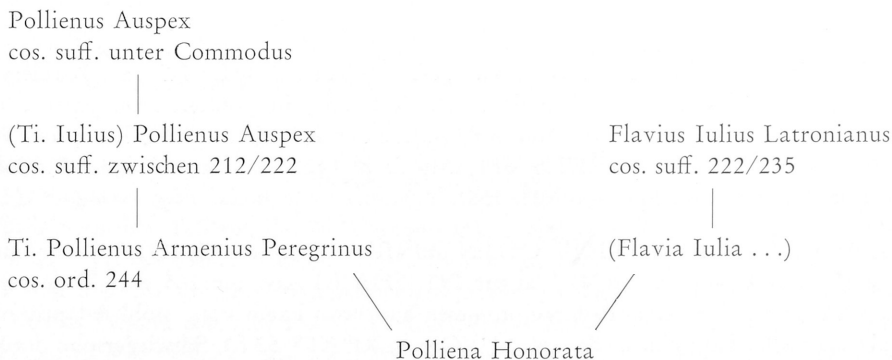 Pollienus Auspex
cos. suff. unter Commodus
(Ti. Iulius) Pollienus Auspex
cos. suff. zwischen 212/222
Flavius Iulius Latronianus
cos. suff. 222/235
Ti. Pollienus Armenius Peregrinus
cos. ord. 244
(Flavia Iulia . . .)
Polliena Honorata